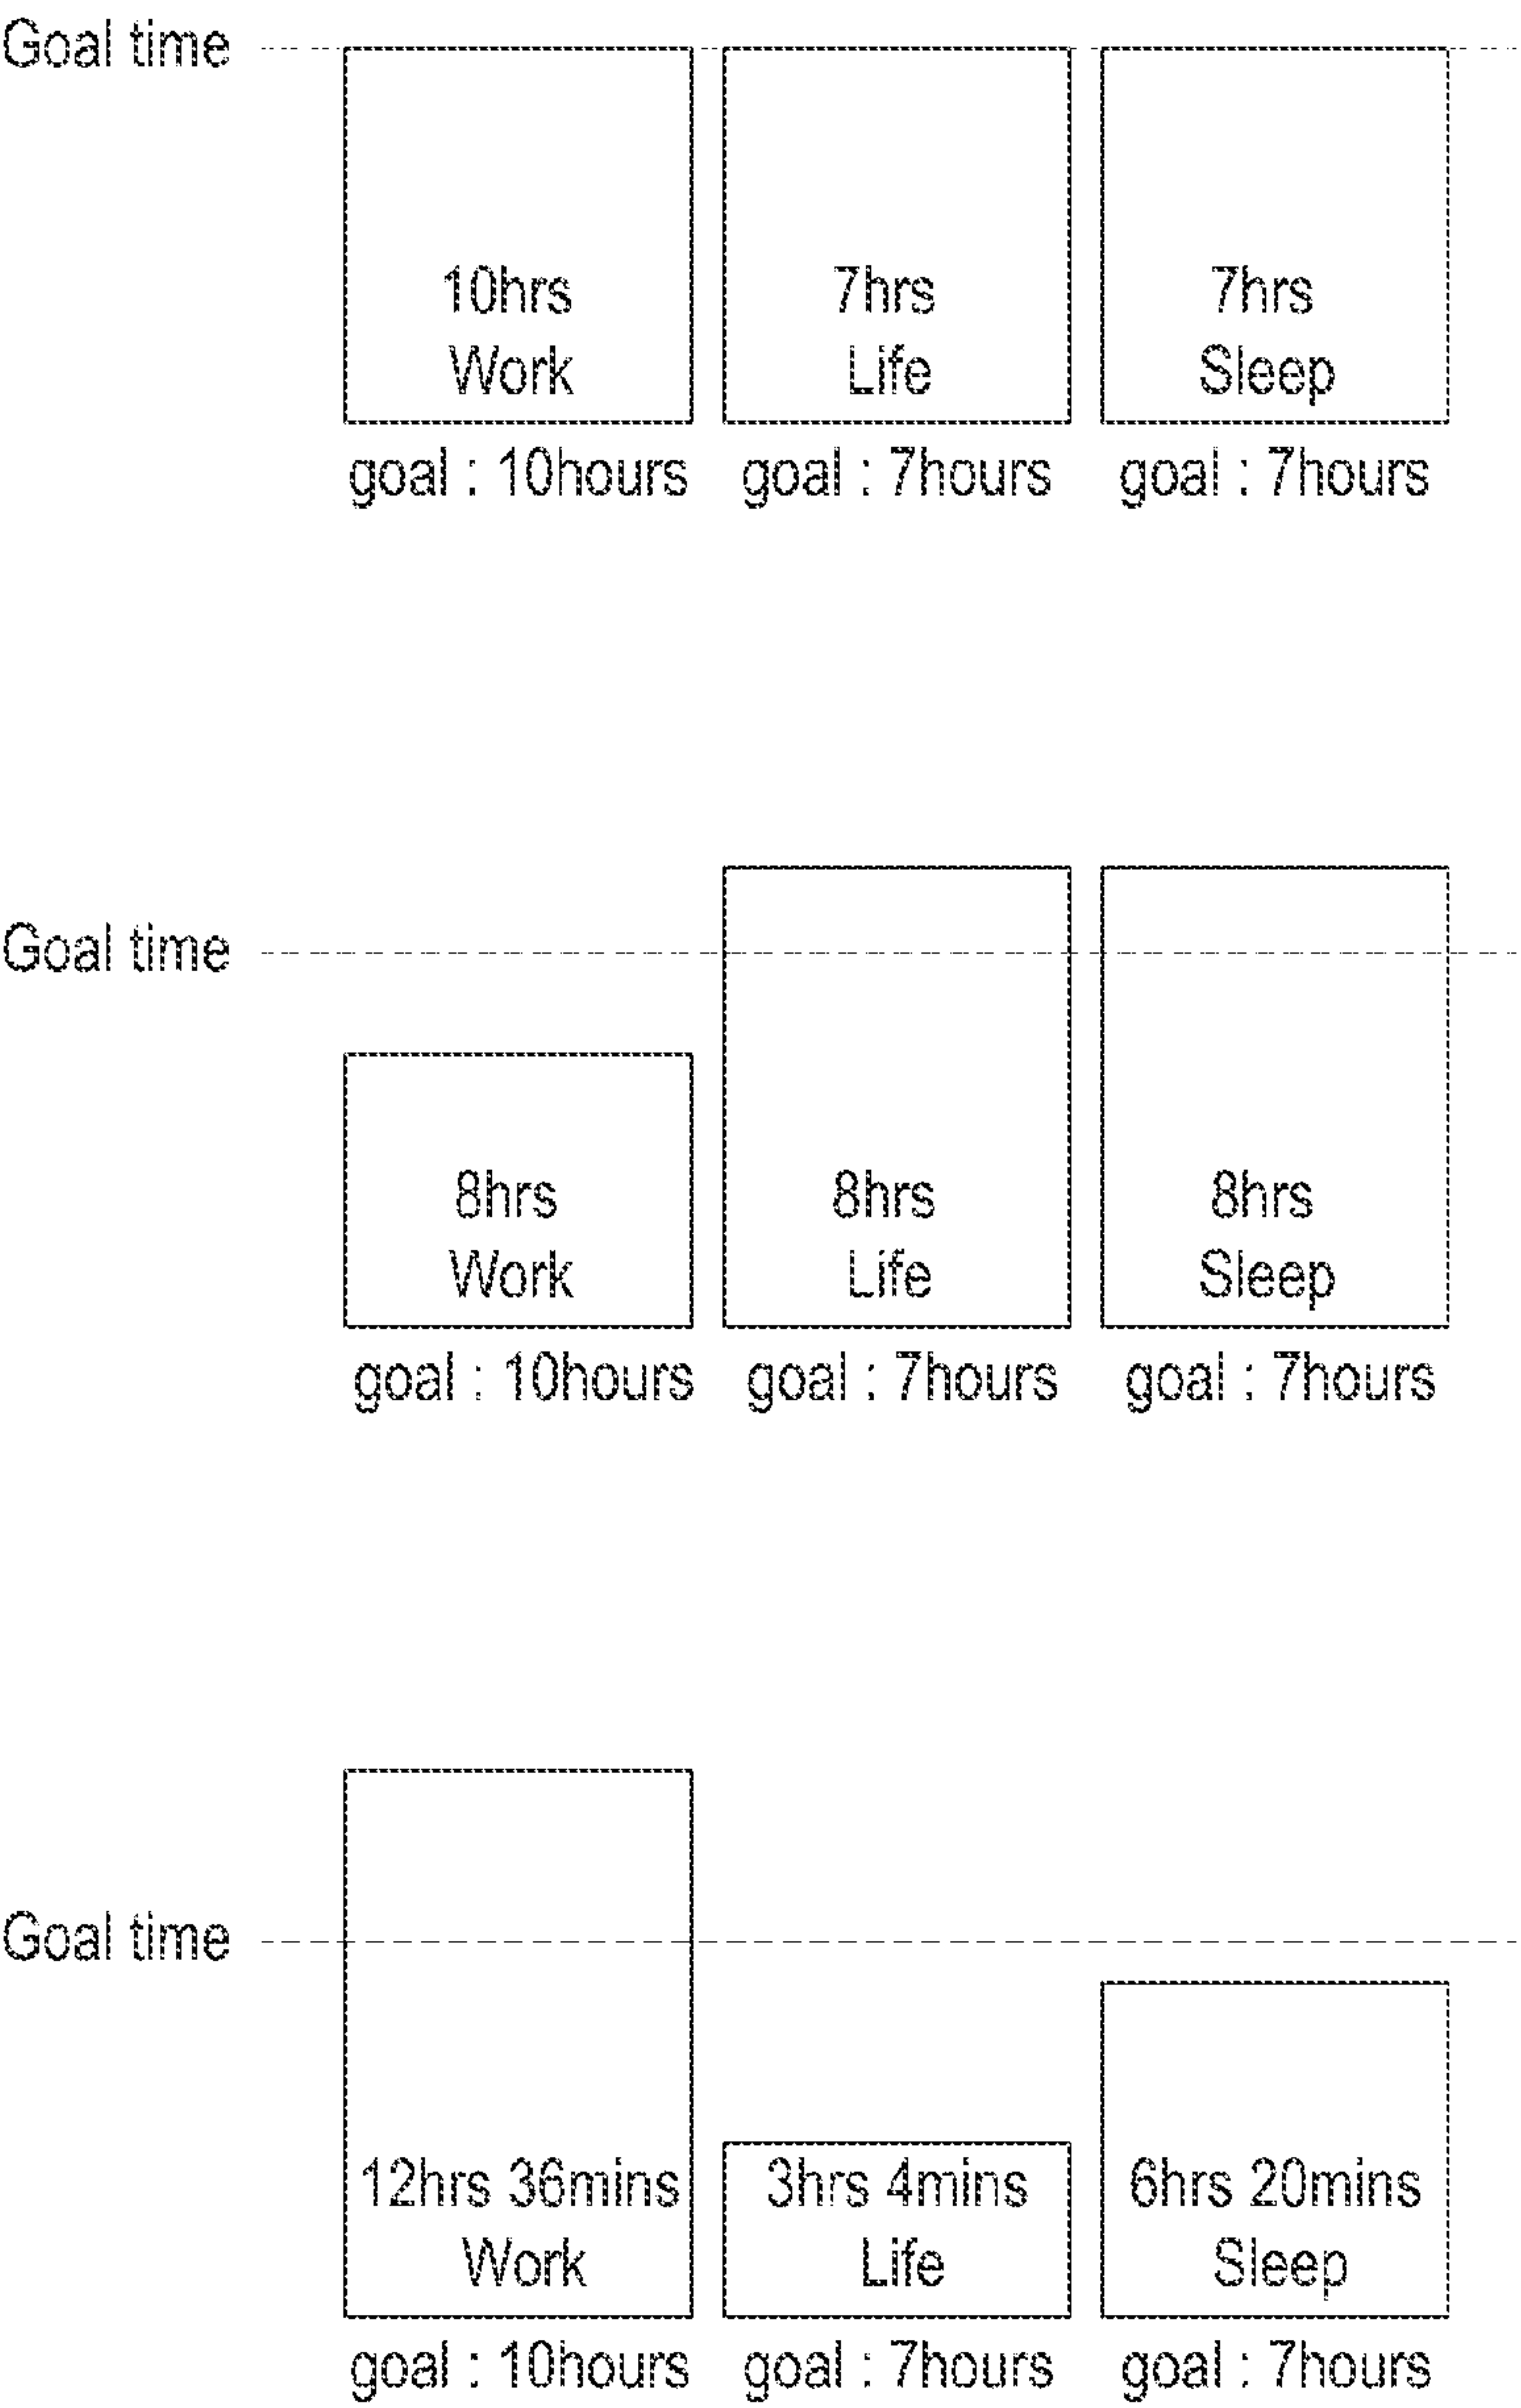 Goal time
10hrs
Work
7hrs
Life
7hrs
Sleep
goal : 10hours
goal : 7hours
goal : 7hours
Goal time
8hrs
Work
8hrs
Life
8hrs
Sleep
goal : 10hours
goal : 7hours
goal : 7hours
Goal time
12hrs 36mins
Work
3hrs 4mins
Life
6hrs 20mins
Sleep
goal : 10hours
goal : 7hours
goal : 7hours